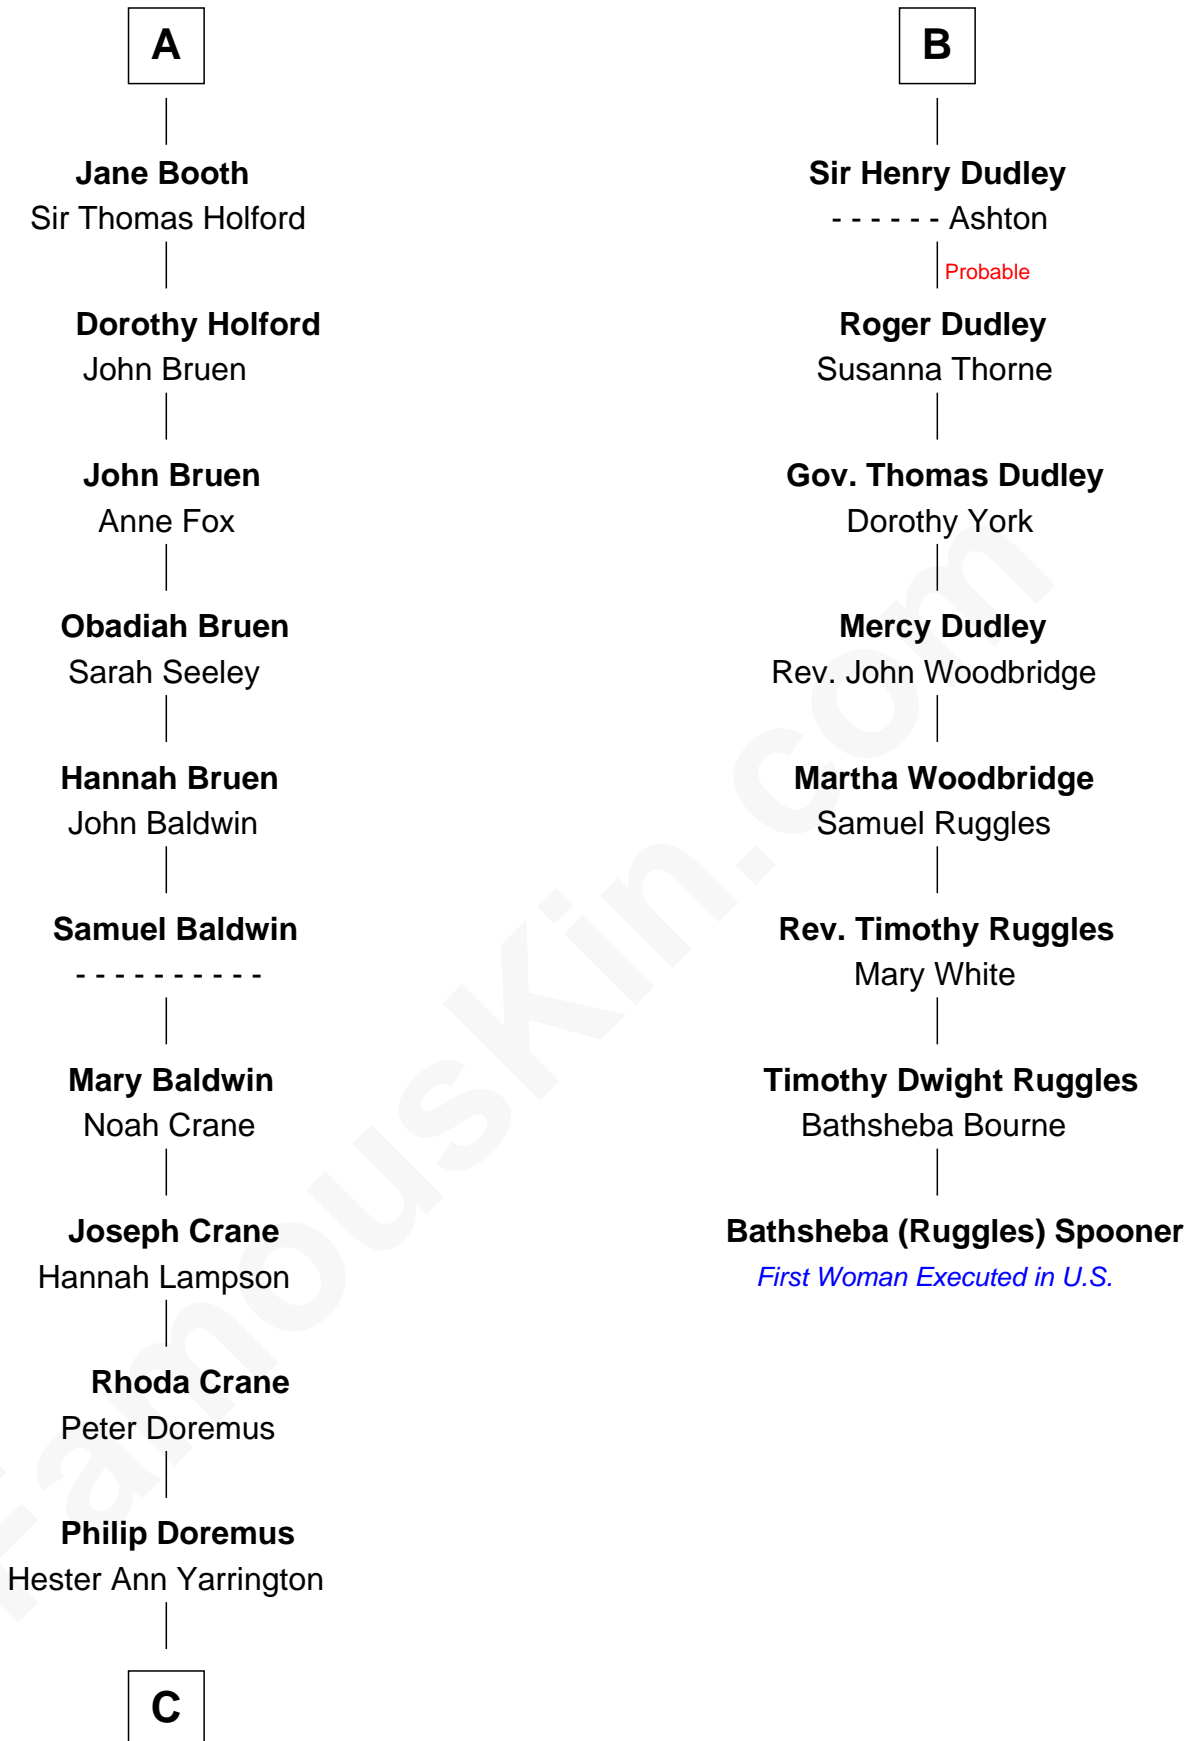 A
Jane Booth
Sir Thomas Holford
Dorothy Holford
John Bruen
John Bruen
Anne Fox
Obadiah Bruen
Sarah Seeley
Hannah Bruen
John Baldwin
Samuel Baldwin
- - - - - - - - - -
Mary Baldwin
Noah Crane
Joseph Crane
Hannah Lampson
Rhoda Crane
Peter Doremus
Philip Doremus
Hester Ann Yarrington
C
B
Sir Henry Dudley
- - - - - - Ashton
Probable
Roger Dudley
Susanna Thorne
Gov. Thomas Dudley
Dorothy York
Mercy Dudley
Rev. John Woodbridge
Martha Woodbridge
Samuel Ruggles
Rev. Timothy Ruggles
Mary White
Timothy Dwight Ruggles
Bathsheba Bourne
Bathsheba (Ruggles) Spooner
First Woman Executed in U.S.
FamousKin.com